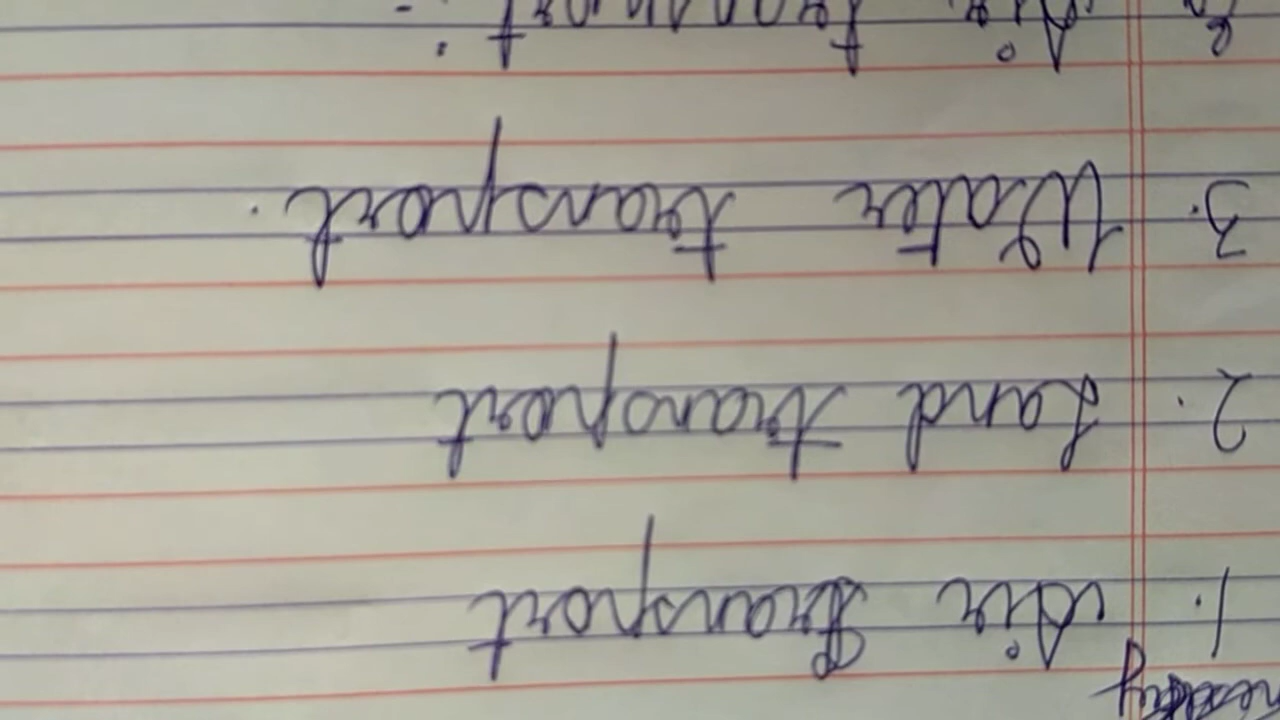 1. Air transport
2. Land transport
3. Water transport.
Air transport :-